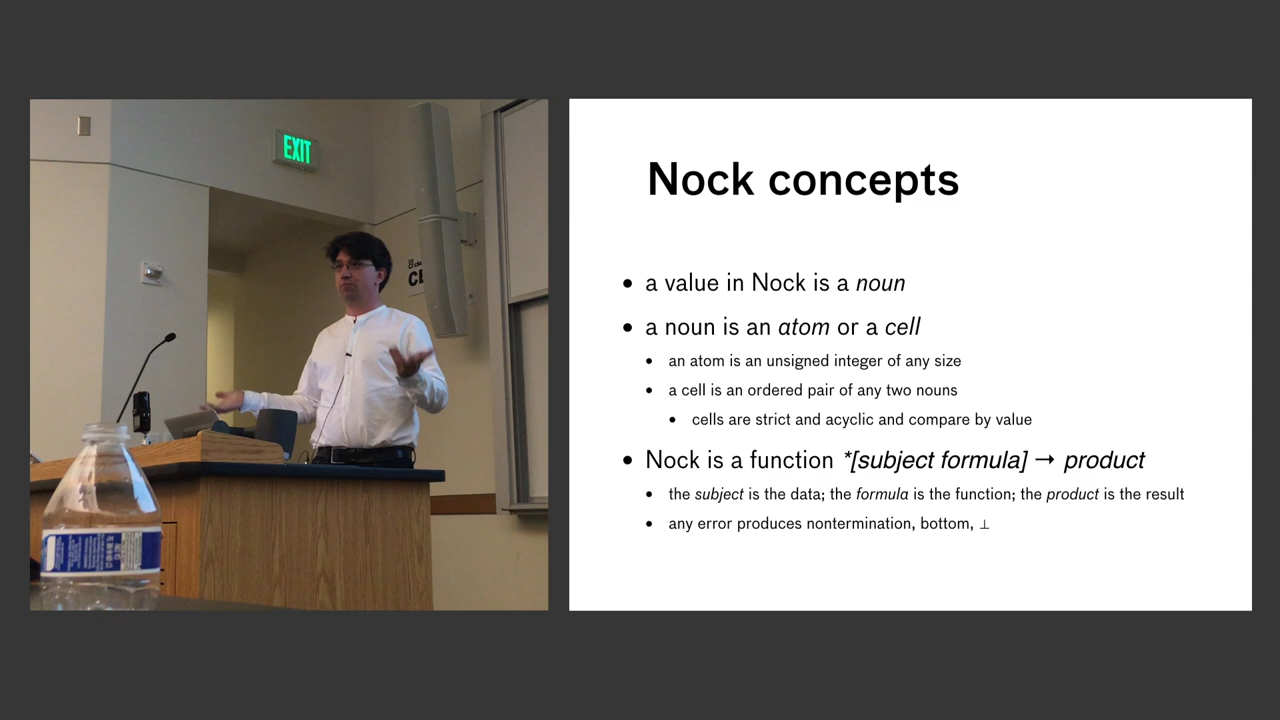 EXIT
Nock concepts
• a value in Nock is a noun
• a noun is an atom or a cell
• an atom is an unsigned integer of any size
• a cell is an ordered pair of any two nouns
• cells are strict and acyclic and compare by value
• Nock is a function *[subject formula] → product
• the subject is the data; the formula is the function; the product is the result
• any error produces nontermination, bottom, ⊥